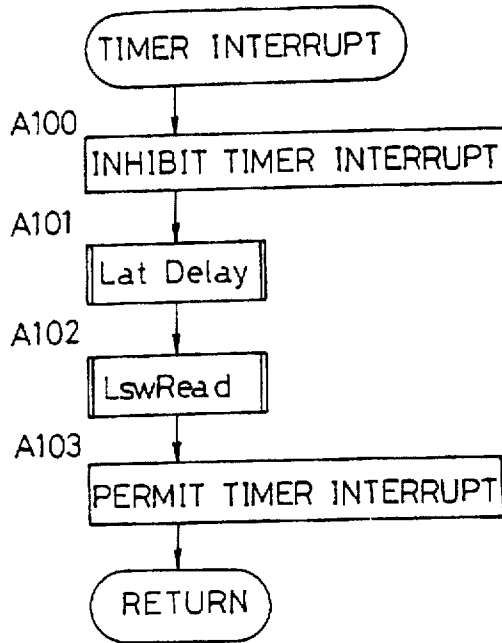 TIMER INTERRUPT
A100
INHIBIT TIMER INTERRUPT
A101
Lat Delay
A102
LswRead
A103
PERMIT TIMER INTERRUPT
RETURN